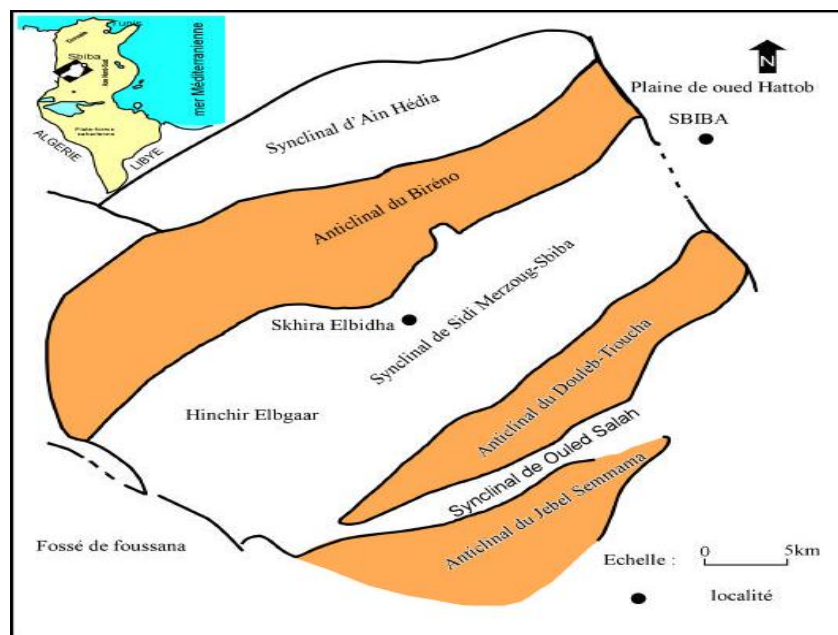 Tunis
Sbiba
mer Méditerranienne
ALGERIE
LIBYE
N
Plaine de oued Hattob
SBIBA
Synclinal d' Ain Hédia
Anticlinal du Biréno
Synclinal de Sidi Merzoug-Sbiba
Skhira Elbidha
Hinchir Elbgaar
Anticlinal du Douleb-Tioucha
Synclinal de Ouled Salah
Anticlinal du Jebel Semmama
Fossé de foussana
Echelle :
0 5km
localité